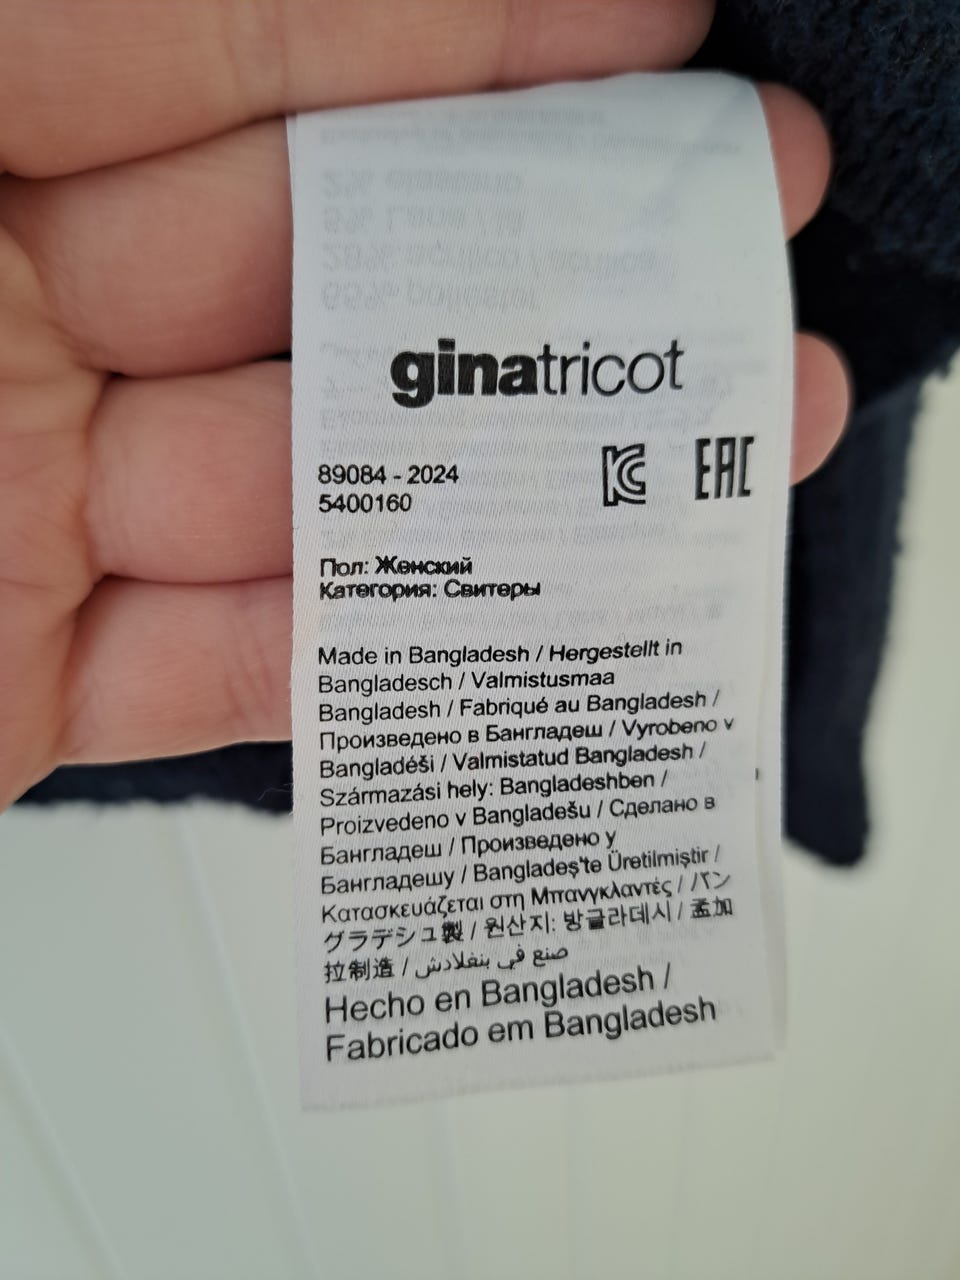 ginatricot
89084 - 2024
5400160
Пол: Женский
Категория: Свитеры
Made in Bangladesh / Hergestellt in
Bangladesch / Valmistusmaa
Bangladesh / Fabriqué au Bangladesh /
Произведено в Бангладеш / Vyrobeno v
Bangladéši / Valmistatud Bangladesh /
Származási hely: Bangladeshben /
Proizvedeno v Bangladešu / Сделано в
Бангладеш / Произведено у
Бангладешу / Bangladeş'te Üretilmiştir /
Κατασκευάζεται στη Μπανγκλαντές / バン
グラデシュ製 / 원산지: 방글라데시 / 孟加
拉制造 / صنع في بنغلادش
Hecho en Bangladesh /
Fabricado em Bangladesh